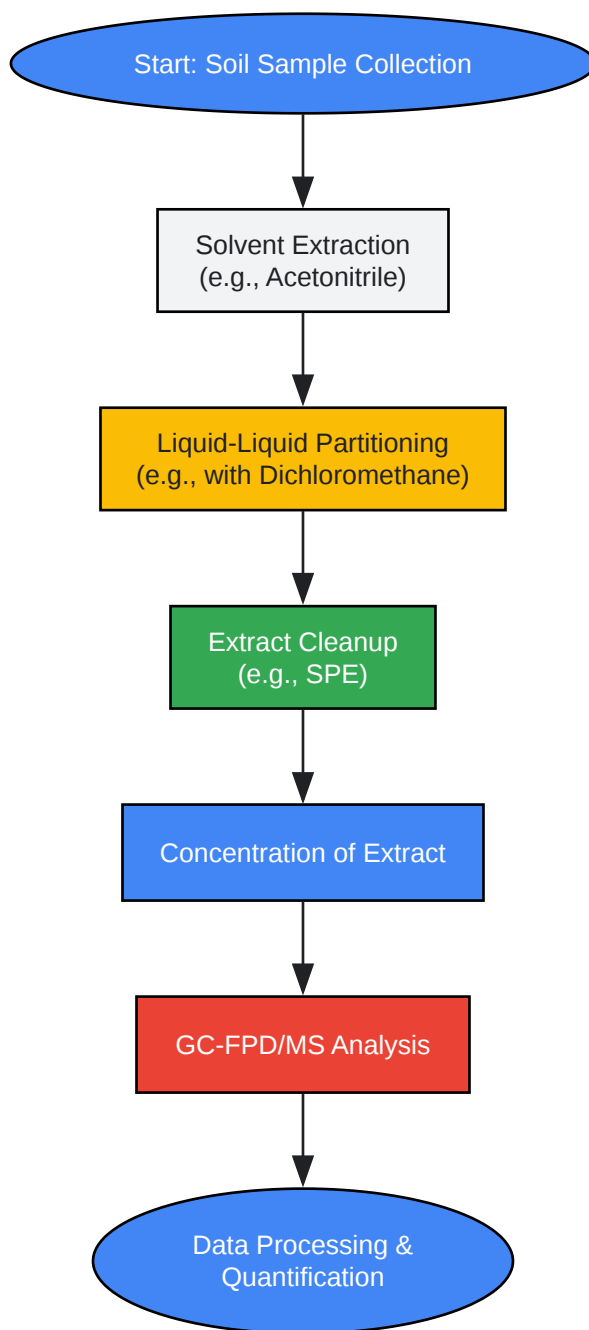 Start: Soil Sample Collection
Solvent Extraction
(e.g., Acetonitrile)
Liquid-Liquid Partitioning
(e.g., with Dichloromethane)
Extract Cleanup
(e.g., SPE)
Concentration of Extract
GC-FPD/MS Analysis
Data Processing &
Quantification